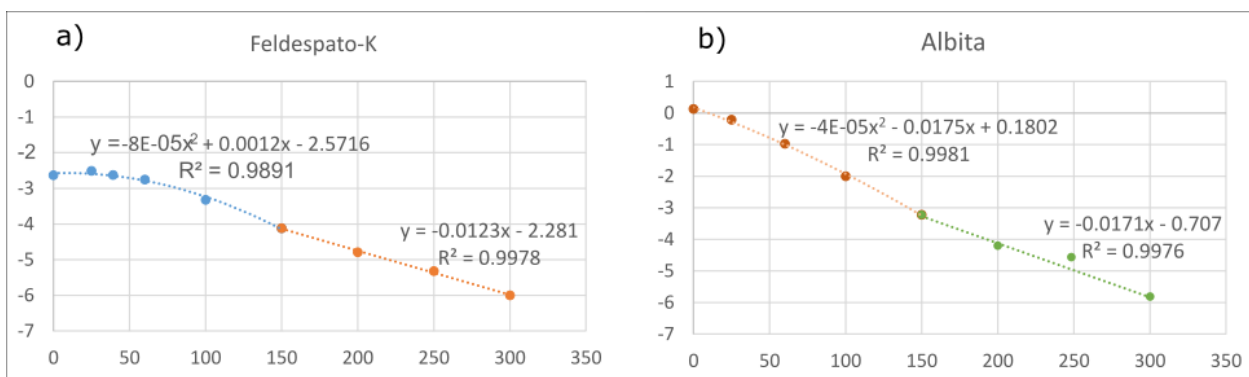 a)
Feldespato-K
0
-1
-2
-3
-4
-5
-6
-7
y = -8E-05x² + 0.0012x - 2.5716
R² = 0.9891
y = -0.0123x - 2.281
R² = 0.9978
0 50 100 150 200 250 300 350
b)
Albita
1
0
-1
-2
-3
-4
-5
-6
-7
y = -4E-05x² - 0.0175x + 0.1802
R² = 0.9981
y = -0.0171x - 0.707
R² = 0.9976
0 50 100 150 200 250 300 350